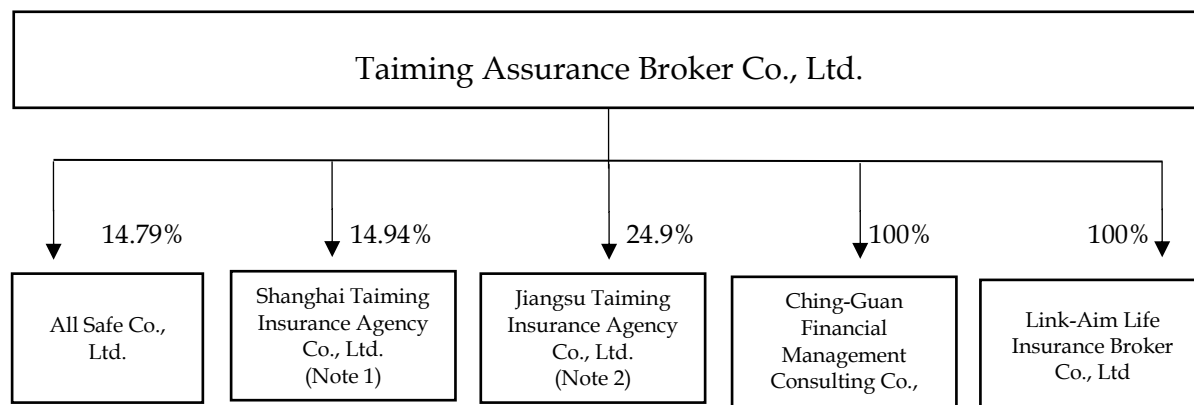 Taiming Assurance Broker Co., Ltd.
14.79%
14.94%
24.9%
100%
100%
All Safe Co.,
Ltd.
Shanghai Taiming
Insurance Agency
Co., Ltd.
(Note 1)
Jiangsu Taiming
Insurance Agency
Co., Ltd.
(Note 2)
Ching-Guan
Financial
Management
Consulting Co.,
Link-Aim Life
Insurance Broker
Co., Ltd